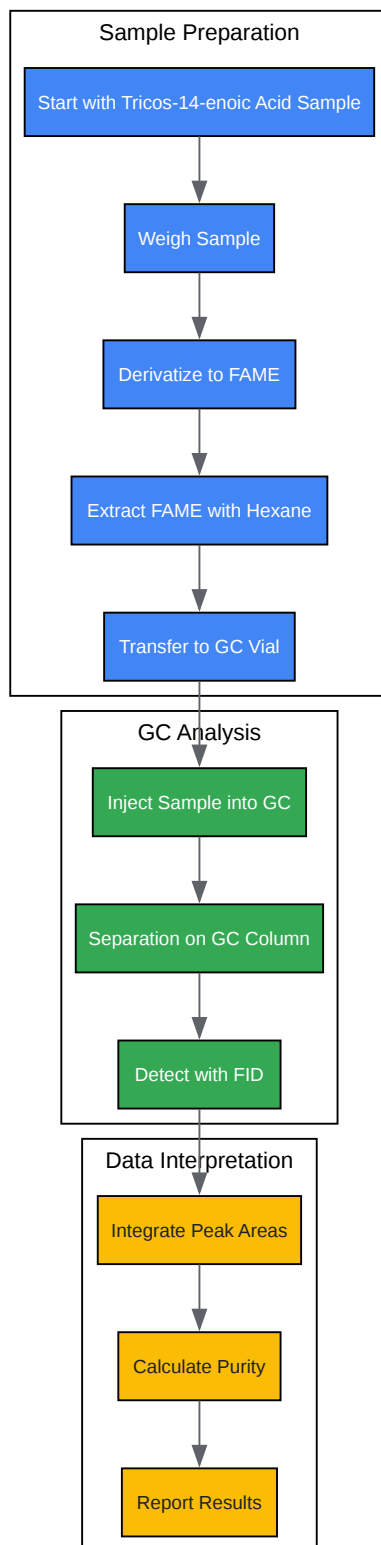 Sample Preparation
Start with Tricos-14-enoic Acid Sample
Weigh Sample
Derivatize to FAME
Extract FAME with Hexane
Transfer to GC Vial
GC Analysis
Inject Sample into GC
Separation on GC Column
Detect with FID
Data Interpretation
Integrate Peak Areas
Calculate Purity
Report Results